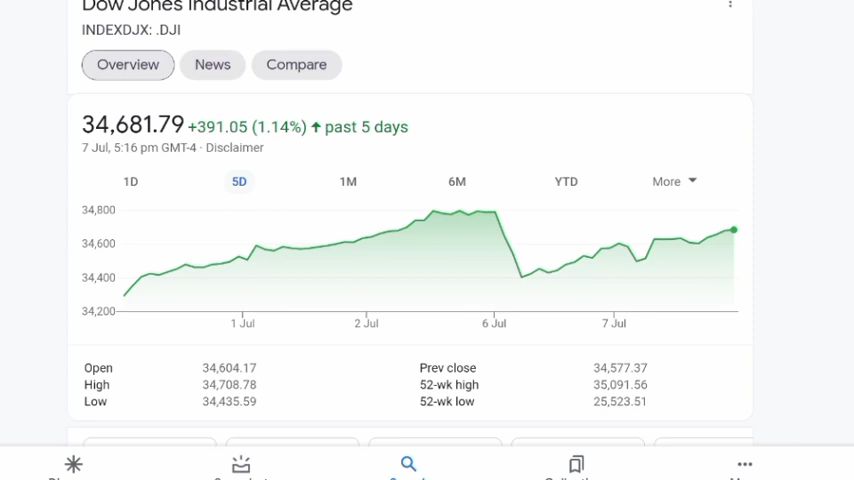 Dow Jones Industrial Average
INDEXDJX: .DJI
Overview News Compare
34,681.79 +391.05 (1.14%) ↑ past 5 days
7 Jul, 5:16 pm GMT-4 · Disclaimer
1D 5D 1M 6M YTD More
34,800
34,600
34,400
34,200
1 Jul 2 Jul 6 Jul 7 Jul
Open 34,604.17 Prev close 34,577.37
High 34,708.78 52-wk high 35,091.56
Low 34,435.59 52-wk low 25,523.51